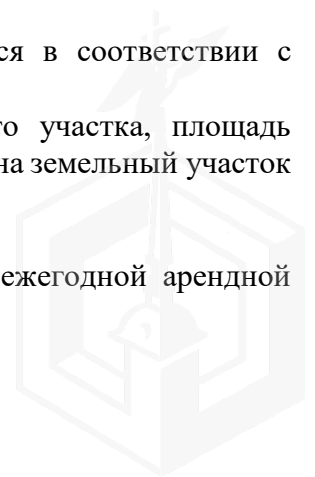 ся в соответствии с
го участка, площадь
на земельный участок
ежегодной арендной